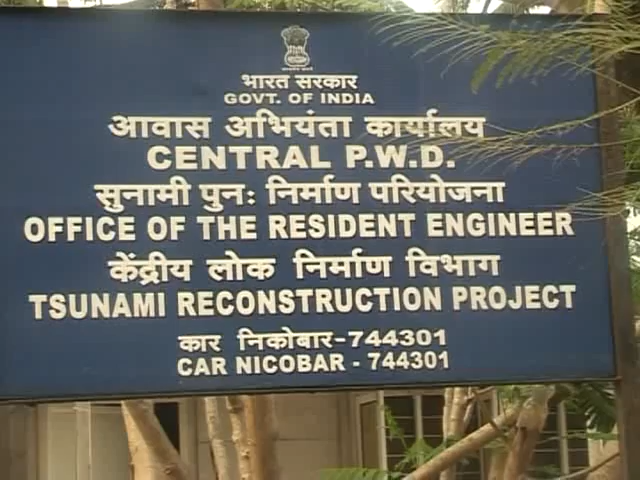 भारत सरकार
GOVT. OF INDIA
आवास अभियंता कार्यालय
CENTRAL P.W.D.
सुनामी पुनः निर्माण परियोजना
OFFICE OF THE RESIDENT ENGINEER
केंद्रीय लोक निर्माण विभाग
TSUNAMI RECONSTRUCTION PROJECT
कार निकोबार-744301
CAR NICOBAR - 744301